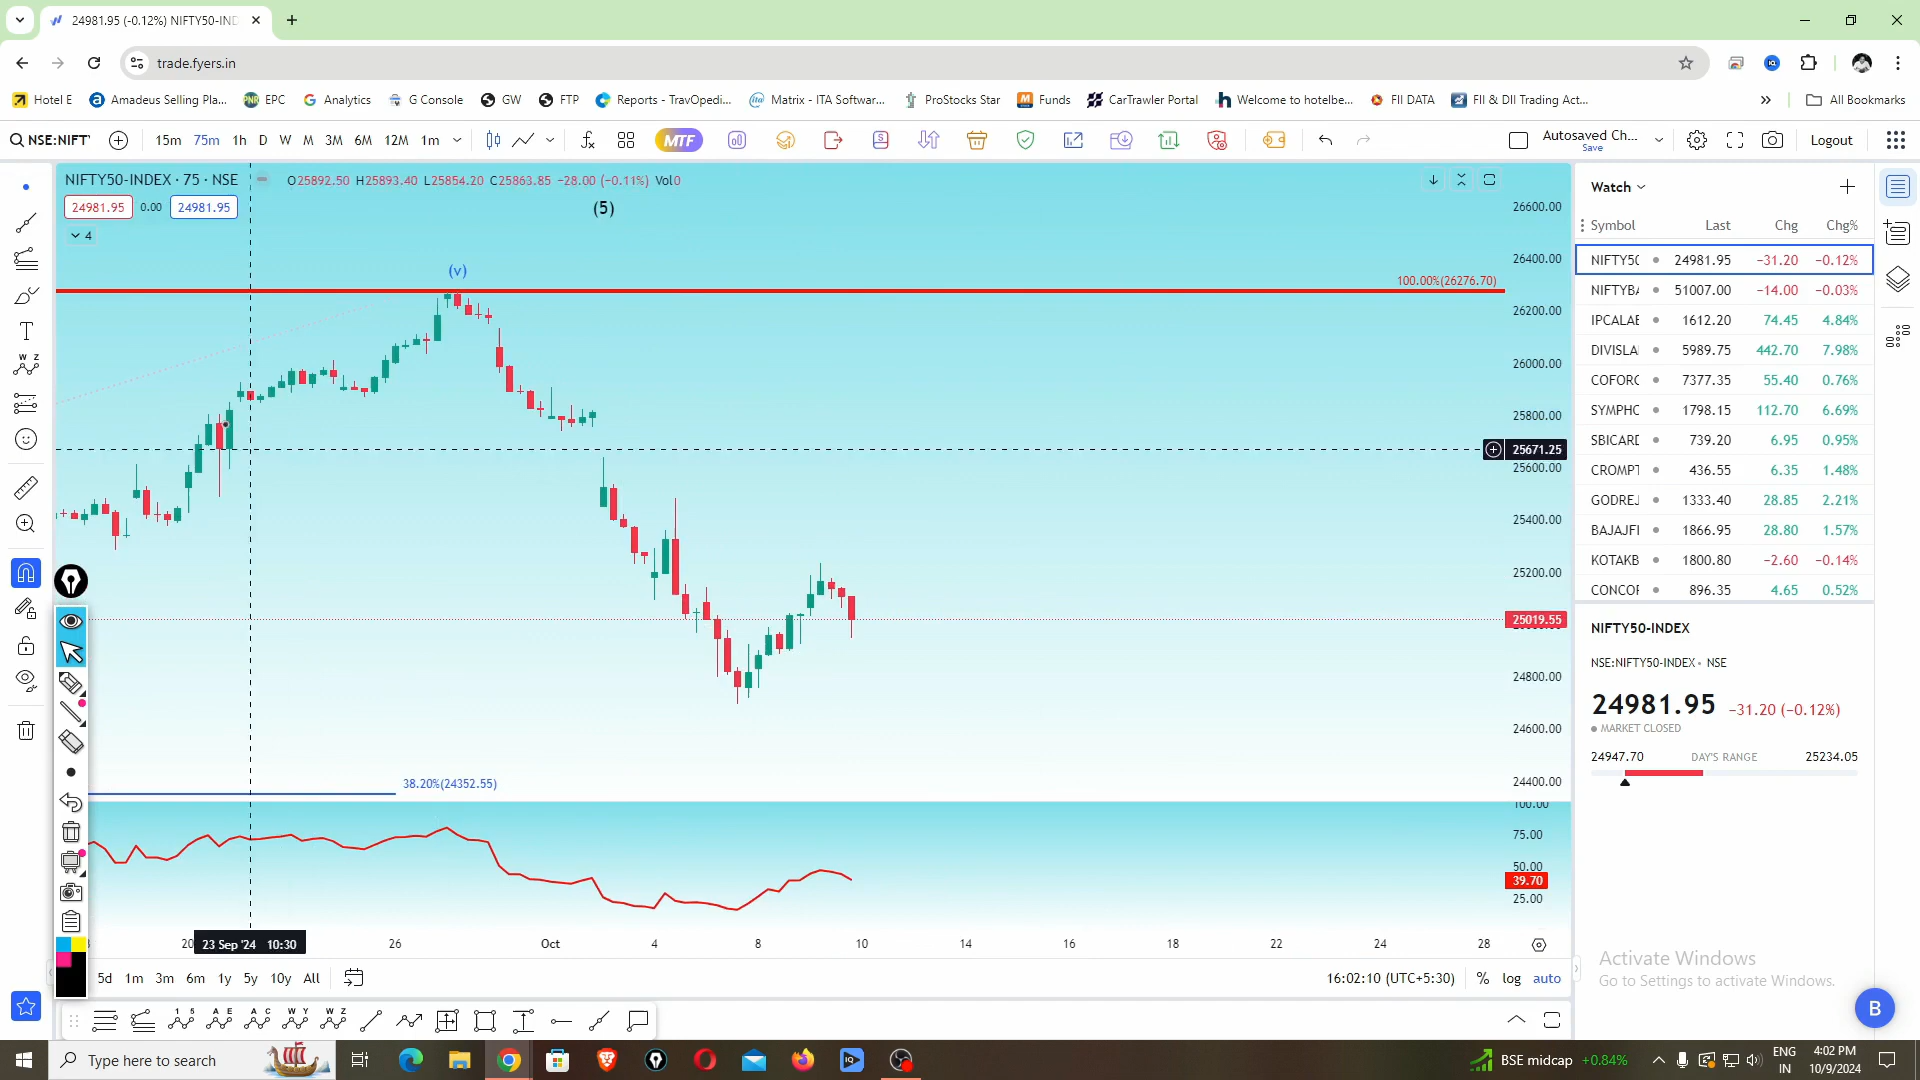 24981.95 (-0.12%) NIFTY50-IND
trade.fyers.in
Hotel E
Amadeus Selling Pla...
EPC
Analytics
G Console
GW
FTP
Reports - TravOpedi...
Matrix - ITA Softwar...
ProStocks Star
Funds
CarTrawler Portal
Welcome to hotelbe...
FII DATA
FII & DII Trading Act...
All Bookmarks
NSE:NIFTY 15m 75m 1h D W M 3M 6M 12M 1m MTF
Autosaved Ch...
Save
Logout
NIFTY50-INDEX · 75 · NSE
O25892.50 H25893.40 L25854.20 C25863.85 −28.00 (−0.11%) Vol0
24981.95 0.00 24981.95
4
(5)
(v)
100.00%(26276.70)
38.20%(24352.55)
26600.00
26400.00
26200.00
26000.00
25800.00
25671.25
25600.00
25400.00
25200.00
25019.55
24800.00
24600.00
24400.00
100.00
75.00
50.00
39.70
25.00
20 23 Sep '24 10:30 26 Oct 4 8 10 14 16 18 22 24 28
5d 1m 3m 6m 1y 5y 10y All
16:02:10 (UTC+5:30) % log auto
Watch
Symbol Last Chg Chg%
NIFTY5( 24981.95 −31.20 −0.12%
NIFTYB/ 51007.00 −14.00 −0.03%
IPCALAE 1612.20 74.45 4.84%
DIVISLA 5989.75 442.70 7.98%
COFORC 7377.35 55.40 0.76%
SYMPHC 1798.15 112.70 6.69%
SBICARD 739.20 6.95 0.95%
CROMPT 436.55 6.35 1.48%
GODREJ 1333.40 28.85 2.21%
BAJAJFI 1866.95 28.80 1.57%
KOTAKB 1800.80 −2.60 −0.14%
CONCOR 896.35 4.65 0.52%
NIFTY50-INDEX
NSE:NIFTY50-INDEX • NSE
24981.95 −31.20 (−0.12%)
MARKET CLOSED
24947.70 DAY'S RANGE 25234.05
Activate Windows
Go to Settings to activate Windows.
B
Type here to search
BSE midcap +0.84%
ENG
IN
4:02 PM
10/9/2024